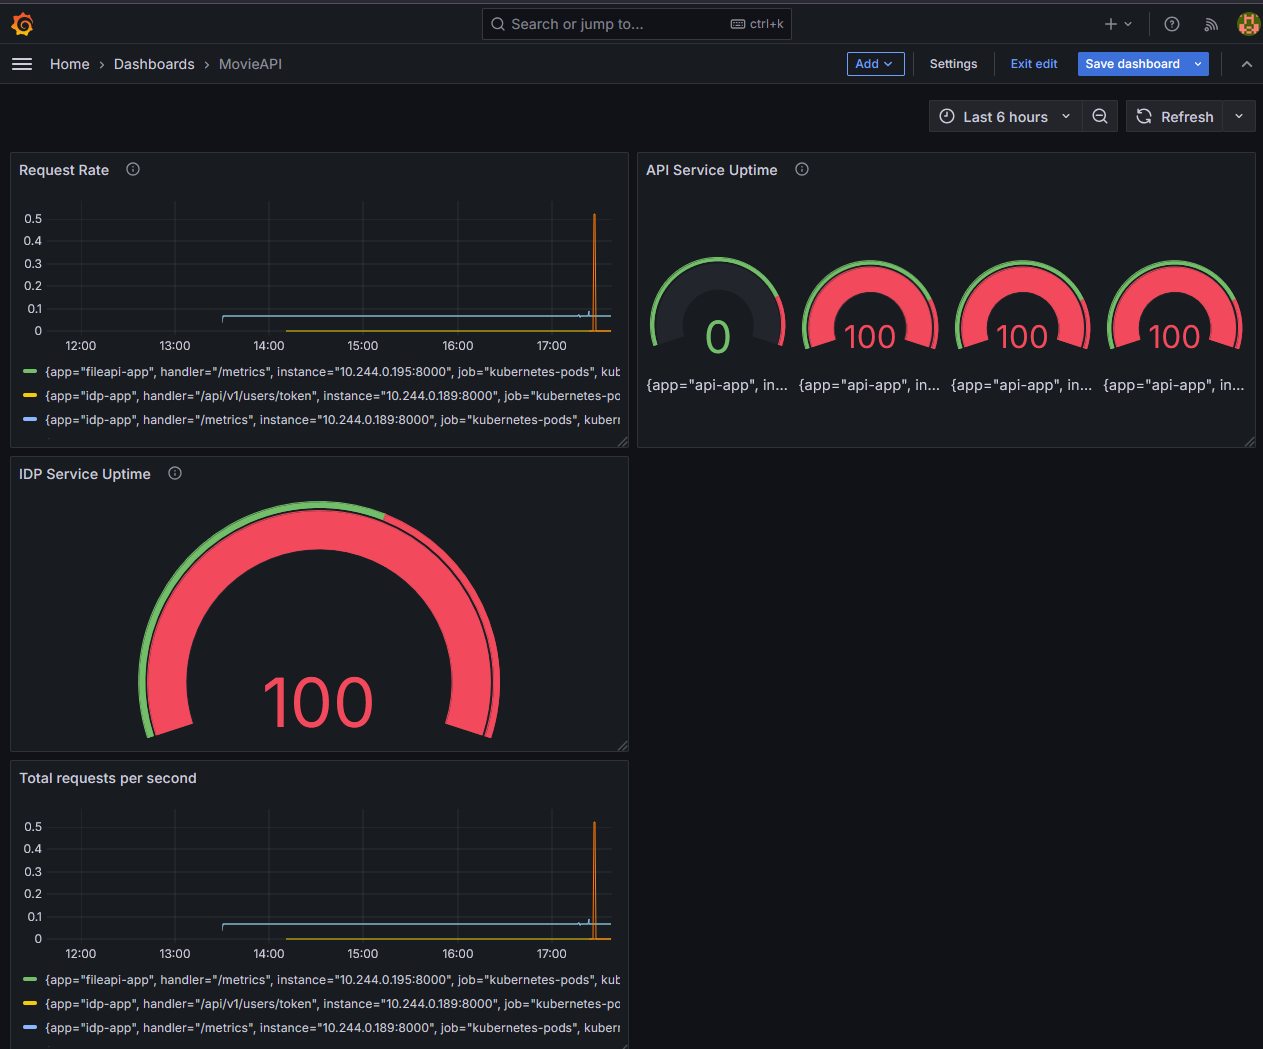 Search or jump to...
ctrl+k
Home › Dashboards › MovieAPI
Add
Settings
Exit edit
Save dashboard
Last 6 hours
Refresh
Request Rate
0.5
0.4
0.3
0.2
0.1
0
12:00 13:00 14:00 15:00 16:00 17:00
{app="fileapi-app", handler="/metrics", instance="10.244.0.195:8000", job="kubernetes-pods", kub
{app="idp-app", handler="/api/v1/users/token", instance="10.244.0.189:8000", job="kubernetes-po
{app="idp-app", handler="/metrics", instance="10.244.0.189:8000", job="kubernetes-pods", kuberr
API Service Uptime
0 100 100 100
{app="api-app", in... {app="api-app", in... {app="api-app", in... {app="api-app", in...
IDP Service Uptime
100
Total requests per second
0.5
0.4
0.3
0.2
0.1
0
12:00 13:00 14:00 15:00 16:00 17:00
{app="fileapi-app", handler="/metrics", instance="10.244.0.195:8000", job="kubernetes-pods", kub
{app="idp-app", handler="/api/v1/users/token", instance="10.244.0.189:8000", job="kubernetes-po
{app="idp-app", handler="/metrics", instance="10.244.0.189:8000", job="kubernetes-pods", kuberr